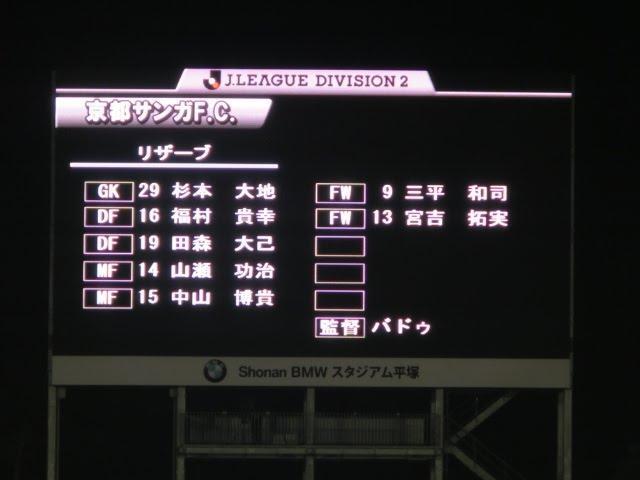 J.LEAGUE DIVISION 2
京都サンガF.C.
リザーブ
GK 29 杉本 大地
DF 16 福村 貴幸
DF 19 田森 大己
MF 14 山瀬 功治
MF 15 中山 博貴
FW 9 三平 和司
FW 13 宮吉 拓実
監督 バドゥ
BMW Shonan BMW スタジアム平塚